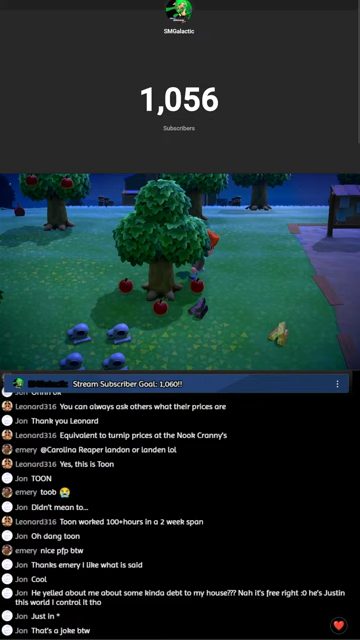 SMGalactic
1,056
Subscribers
Stream Subscriber Goal: 1,060!!
Jon
Leonard316 You can always ask others what their prices are
Jon Thank you Leonard
Leonard316 Equivalent to turnip prices at the Nook Cranny's
emery @Carolina Reaper landon or landen lol
Leonard316 Yes, this is Toon
Jon TOON
emery toob 😭
Jon Didn't mean to...
Leonard316 Toon worked 100+hours in a 2 week span
Jon Oh dang toon
emery nice pfp btw
Jon Thanks emery I like what is said
Jon Cool
Jon He yelled about me about some kinda debt to my house??? Nah it's free right :0 he's Justin
this world I control it tho
Jon Just in *
Jon That's a joke btw